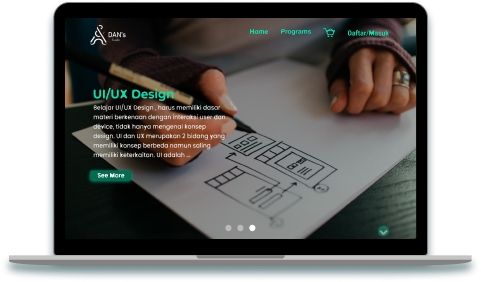 DAN's
Home
Programs
Daftar/Masuk
UI/UX Design
Belajar UI/UX Design , harus memiliki dasar
materi berkenaan dengan interaksi user dan
device, tidak hanya mengenal konsep
design. UI dan UX merupakan 2 bidang yang
memiliki konsep berbeda namun saling
memiliki keterkaitan. UI adalah ...
See More